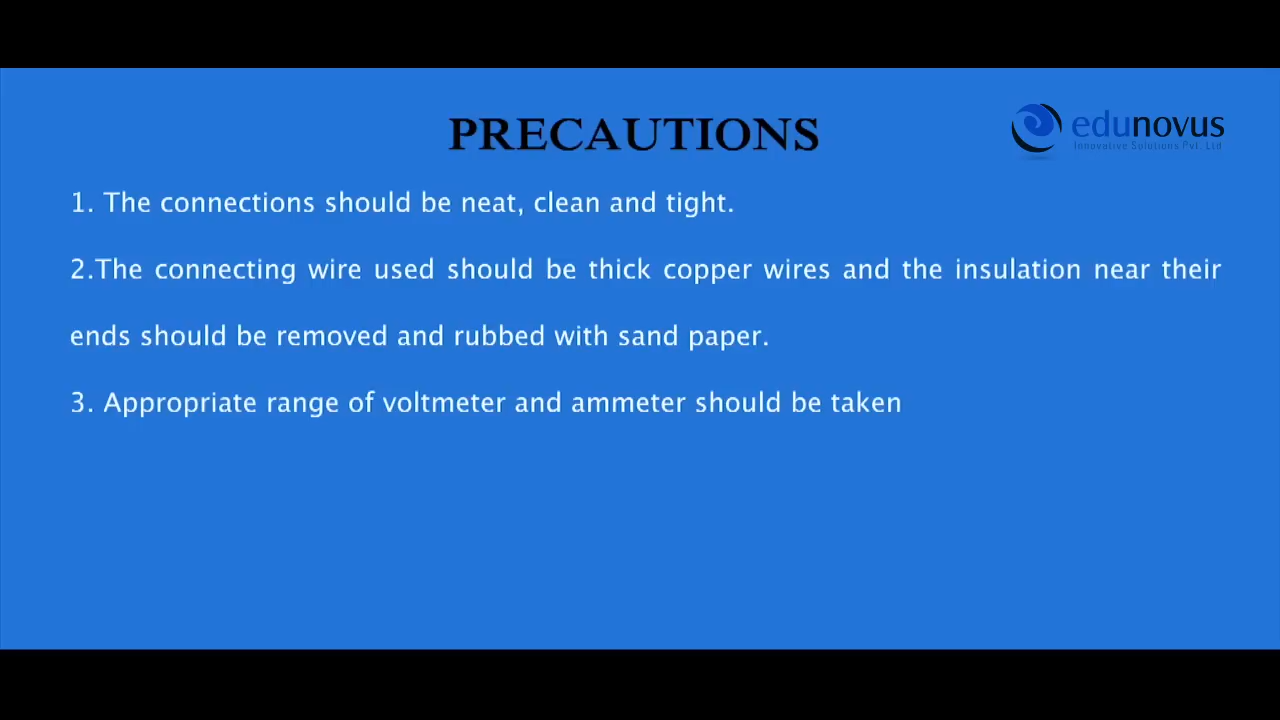 PRECAUTIONS
edunovus
Innovative Solutions Pvt. Ltd
1. The connections should be neat, clean and tight.
2.The connecting wire used should be thick copper wires and the insulation near their
ends should be removed and rubbed with sand paper.
3. Appropriate range of voltmeter and ammeter should be taken